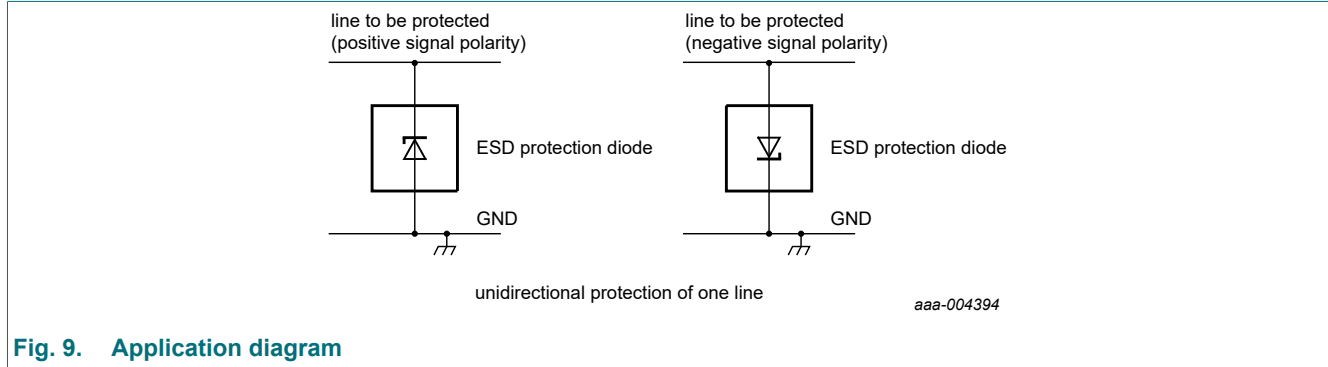 line to be protected
(positive signal polarity)
line to be protected
(negative signal polarity)
ESD protection diode
ESD protection diode
GND
GND
unidirectional protection of one line
aaa-004394
Fig. 9. Application diagram